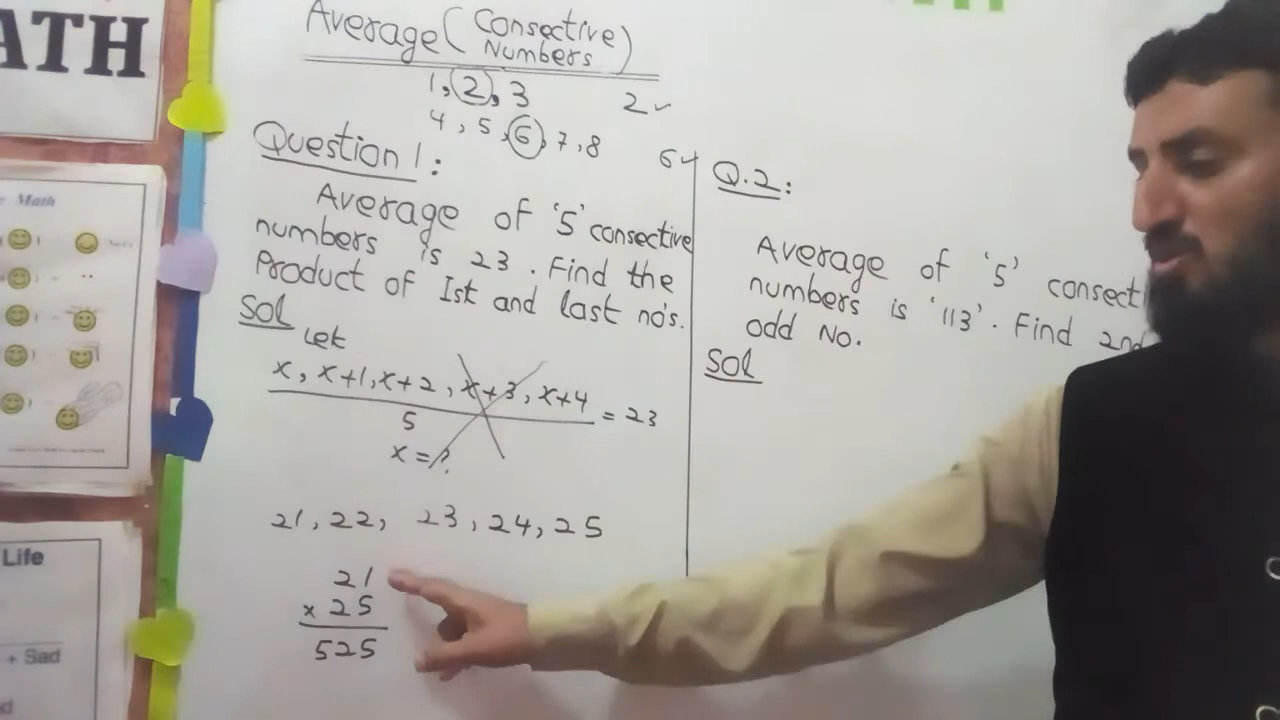 ATH
Math
Life
+ Sad
Average (Consective
Numbers)
1, 2, 3 2 ✓
4, 5, 6, 7, 8 6 ✓
Question 1:
Average of '5' consective
numbers is 23. Find the
Product of Ist and last no's.
Sol
Let
x, x+1, x+2, x+3, x+4
5
= 23
x = ?
21, 22, 23, 24, 25
21
x 25
525
Q.2:
Average of '5' consect
numbers is '113'. Find 2nd
odd No.
Sol